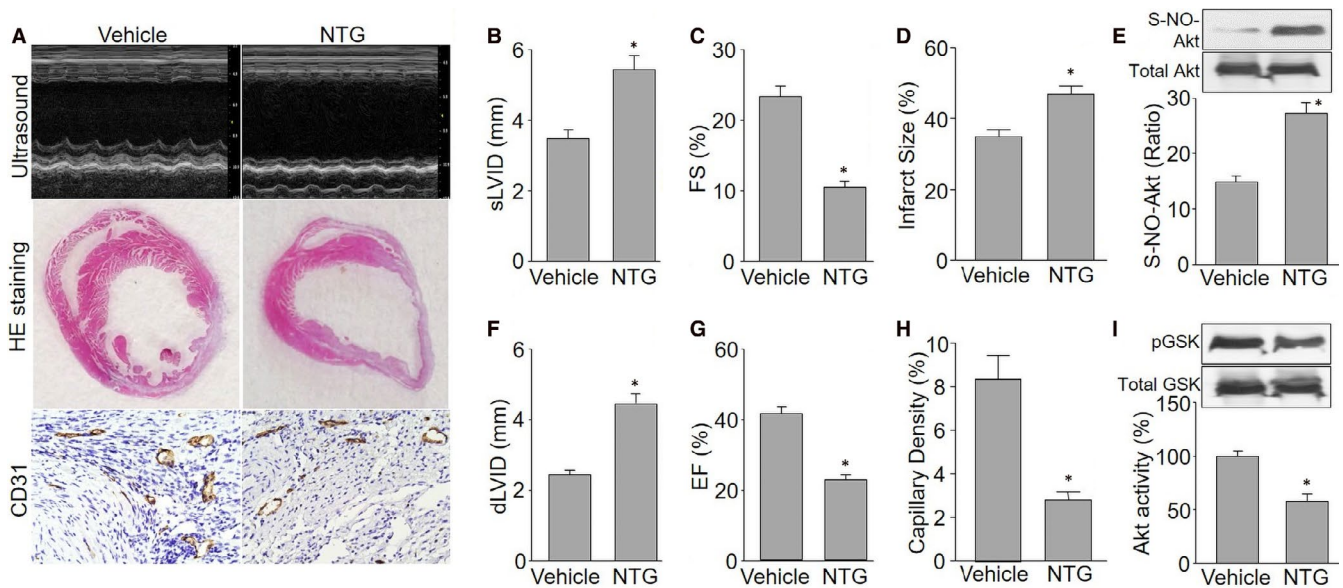 A
Vehicle
NTG
Ultrasound
HE staining
CD31
B
sLVID (mm)
6
4
2
0
*
Vehicle NTG
C
FS (%)
30
20
10
0
*
Vehicle NTG
D
Infarct Size (%)
60
40
20
0
*
Vehicle NTG
E
S-NO-
Akt
Total Akt
S-NO-Akt (Ratio)
30
20
10
00
*
Vehicle NTG
F
dLVID (mm)
6
4
2
0
*
Vehicle NTG
G
EF (%)
60
40
20
0
*
Vehicle NTG
H
Capillary Density (%)
10
8
6
4
2
0
*
Vehicle NTG
I
pGSK
Total GSK
Akt activity (%)
150
100
50
0
*
Vehicle NTG